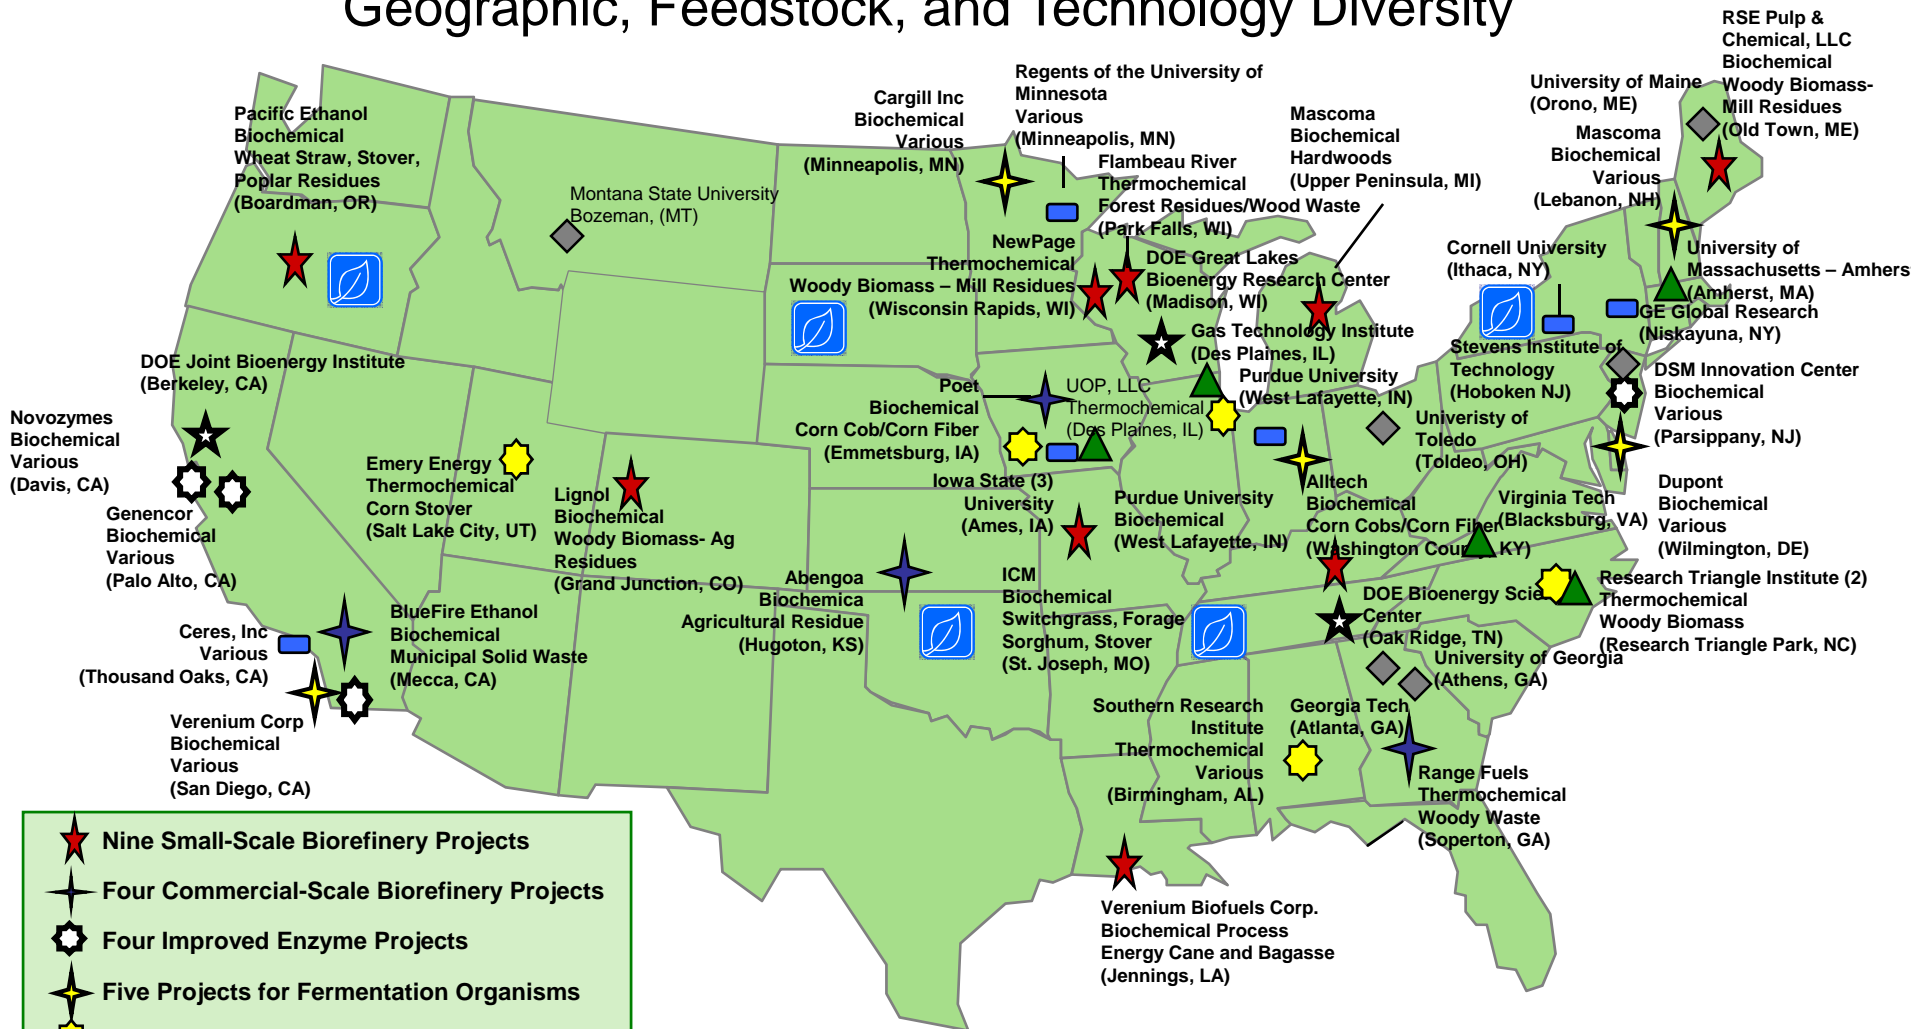 Geographic, Feedstock, and Technology Diversity
RSE Pulp &
Chemical, LLC
Biochemical
Woody Biomass-
Mill Residues
(Old Town, ME)
University of Maine
(Orono, ME)
Mascoma
Biochemical
Various
(Lebanon, NH)
Regents of the University of
Minnesota
Various
(Minneapolis, MN)
Cargill Inc
Biochemical
Various
(Minneapolis, MN)
Mascoma
Biochemical
Hardwoods
(Upper Peninsula, MI)
Pacific Ethanol
Biochemical
Wheat Straw, Stover,
Poplar Residues
(Boardman, OR)
Montana State University
Bozeman, (MT)
Flambeau River
Thermochemical
Forest Residues/Wood Waste
(Park Falls, WI)
NewPage
Thermochemical
Woody Biomass – Mill Residues
(Wisconsin Rapids, WI)
DOE Great Lakes
Bioenergy Research Center
(Madison, WI)
Cornell University
(Ithaca, NY)
University of
Massachusetts – Amhers
(Amherst, MA)
GE Global Research
(Niskayuna, NY)
Gas Technology Institute
(Des Plaines, IL)
Purdue University
(West Lafayette, IN)
Stevens Institute of
Technology
(Hoboken NJ)
DSM Innovation Center
Biochemical
Various
(Parsippany, NJ)
DOE Joint Bioenergy Institute
(Berkeley, CA)
Poet
Biochemical
Corn Cob/Corn Fiber
(Emmetsburg, IA)
UOP, LLC
Thermochemical
(Des Plaines, IL)
Univeristy of
Toledo
(Toldeo, OH)
Novozymes
Biochemical
Various
(Davis, CA)
Emery Energy
Thermochemical
Corn Stover
(Salt Lake City, UT)
Lignol
Biochemical
Woody Biomass- Ag
Residues
(Grand Junction, CO)
Iowa State (3)
University
(Ames, IA)
Purdue University
Biochemical
(West Lafayette, IN)
Alltech
Biochemical
Corn Cobs/Corn Fiber
(Washington County, KY)
Virginia Tech
(Blacksburg, VA)
Dupont
Biochemical
Various
(Wilmington, DE)
Genencor
Biochemical
Various
(Palo Alto, CA)
Abengoa
Biochemica
Agricultural Residue
(Hugoton, KS)
ICM
Biochemical
Switchgrass, Forage
Sorghum, Stover
(St. Joseph, MO)
DOE Bioenergy Scie
Center
(Oak Ridge, TN)
Research Triangle Institute (2)
Thermochemical
Woody Biomass
(Research Triangle Park, NC)
Ceres, Inc
Various
(Thousand Oaks, CA)
BlueFire Ethanol
Biochemical
Municipal Solid Waste
(Mecca, CA)
University of Georgia
(Athens, GA)
Verenium Corp
Biochemical
Various
(San Diego, CA)
Southern Research
Institute
Thermochemical
Various
(Birmingham, AL)
Georgia Tech
(Atlanta, GA)
Range Fuels
Thermochemical
Woody Waste
(Soperton, GA)
Verenium Biofuels Corp.
Biochemical Process
Energy Cane and Bagasse
(Jennings, LA)
Nine Small-Scale Biorefinery Projects
Four Commercial-Scale Biorefinery Projects
Four Improved Enzyme Projects
Five Projects for Fermentation Organisms